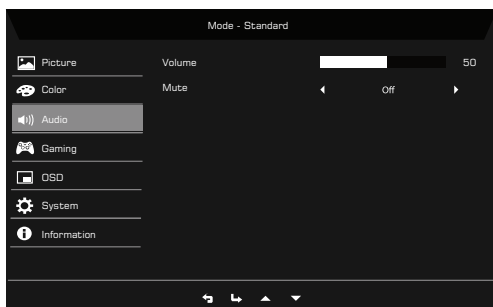 Mode - Standard
Picture
Volume 50
Color
Mute Off
Audio
Gaming
OSD
System
Information